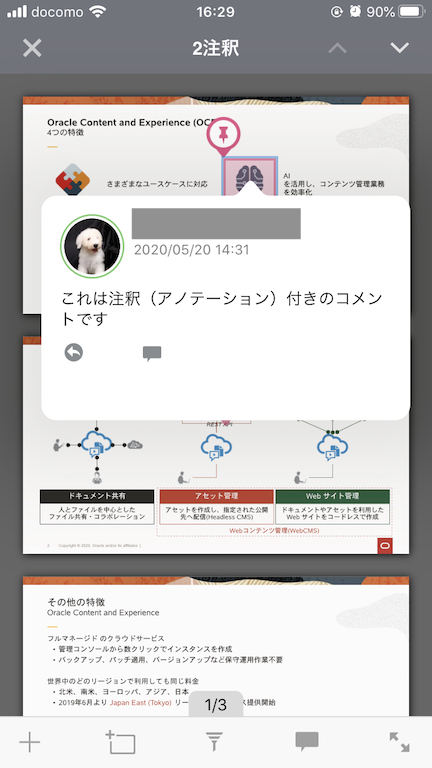 docomo 16:29 90%
2注釈
Oracle Content and Experience (OCE
4つの特徴
さまざまなユースケースに対応
AI
を活用し、コンテンツ管理業務
を効率化
2020/05/20 14:31
これは注釈（アノテーション）付きのコメン
トです
REST API
ドキュメント共有
人とファイルを中心とした
ファイル共有・コラボレーション
アセット管理
アセットを作成し、指定された公開
先へ配信(Headless CMS)
Web サイト管理
ドキュメントやアセットを利用した
Web サイトをコードレスで作成
Webコンテンツ管理(WebCMS)
Copyright © 2020, Oracle and/or its affiliates
その他の特徴
Oracle Content and Experience
フルマネージド のクラウドサービス
• 管理コンソールから数クリックでインスタンスを作成
• バックアップ、パッチ適用、バージョンアップなど保守運用作業不要
世界中のどのリージョンで利用しても同じ料金
• 北米、南米、ヨーロッパ、アジア、日本
• 2019年6月より Japan East (Tokyo) リー
ス提供開始
1/3